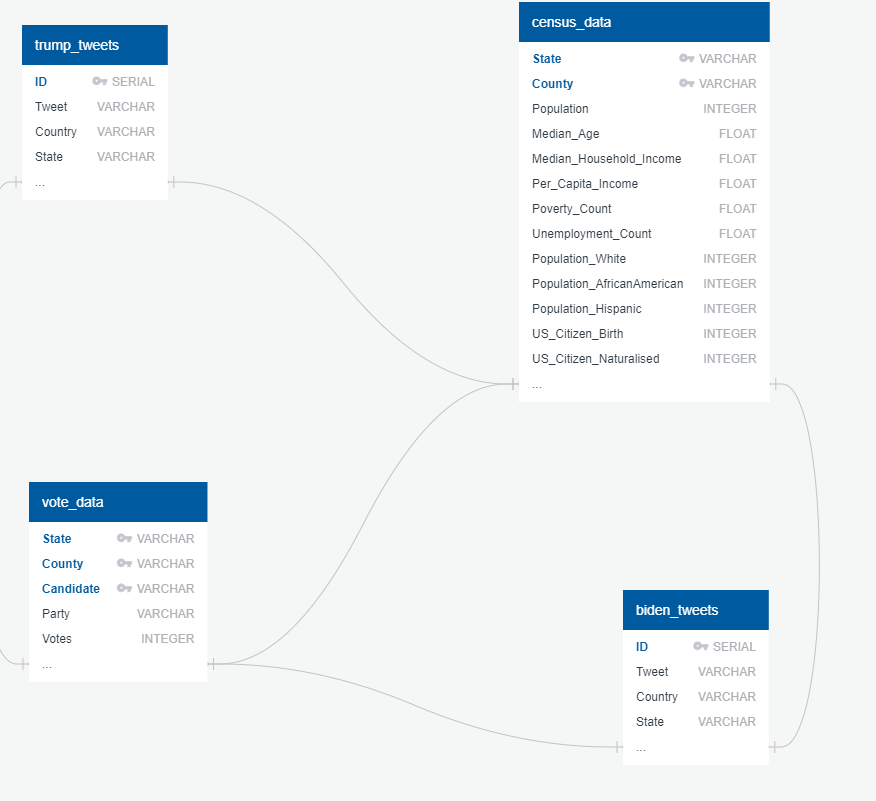 trump_tweets
ID SERIAL
Tweet VARCHAR
Country VARCHAR
State VARCHAR
...
census_data
State VARCHAR
County VARCHAR
Population INTEGER
Median_Age FLOAT
Median_Household_Income FLOAT
Per_Capita_Income FLOAT
Poverty_Count FLOAT
Unemployment_Count FLOAT
Population_White INTEGER
Population_AfricanAmerican INTEGER
Population_Hispanic INTEGER
US_Citizen_Birth INTEGER
US_Citizen_Naturalised INTEGER
...
vote_data
State VARCHAR
County VARCHAR
Candidate VARCHAR
Party VARCHAR
Votes INTEGER
...
biden_tweets
ID SERIAL
Tweet VARCHAR
Country VARCHAR
State VARCHAR
...